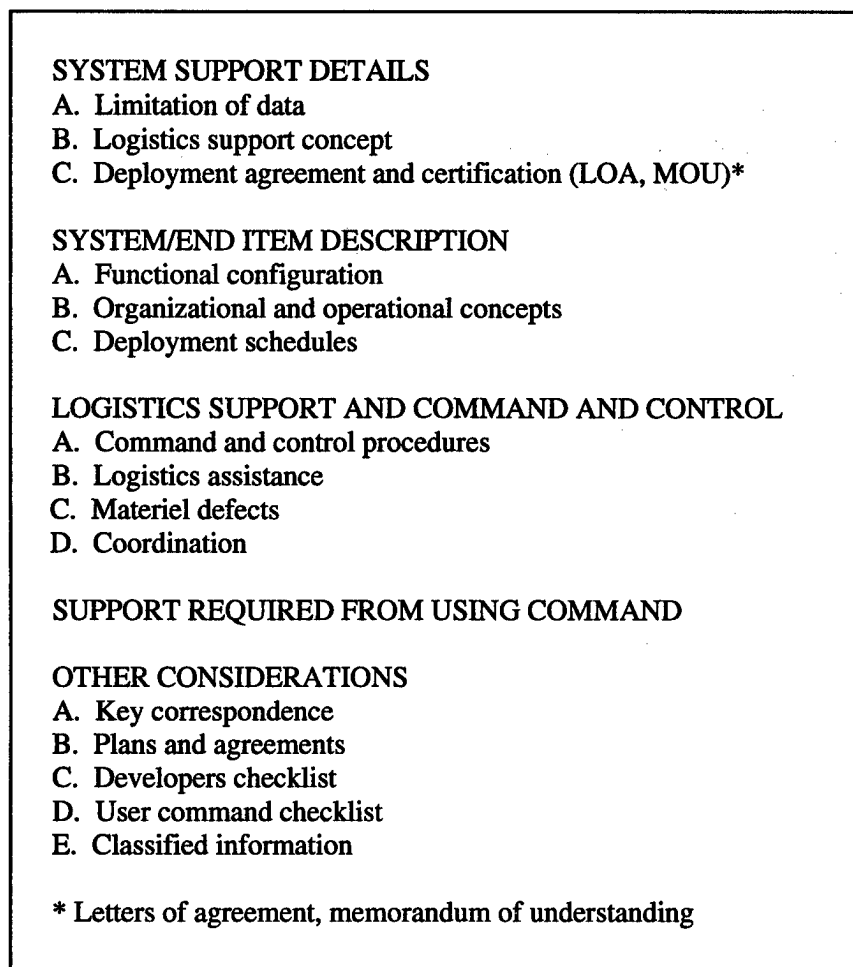 SYSTEM SUPPORT DETAILS
A. Limitation of data
B. Logistics support concept
C. Deployment agreement and certification (LOA, MOU)*
SYSTEM/END ITEM DESCRIPTION
A. Functional configuration
B. Organizational and operational concepts
C. Deployment schedules
LOGISTICS SUPPORT AND COMMAND AND CONTROL
A. Command and control procedures
B. Logistics assistance
C. Materiel defects
D. Coordination
SUPPORT REQUIRED FROM USING COMMAND
OTHER CONSIDERATIONS
A. Key correspondence
B. Plans and agreements
C. Developers checklist
D. User command checklist
E. Classified information
* Letters of agreement, memorandum of understanding